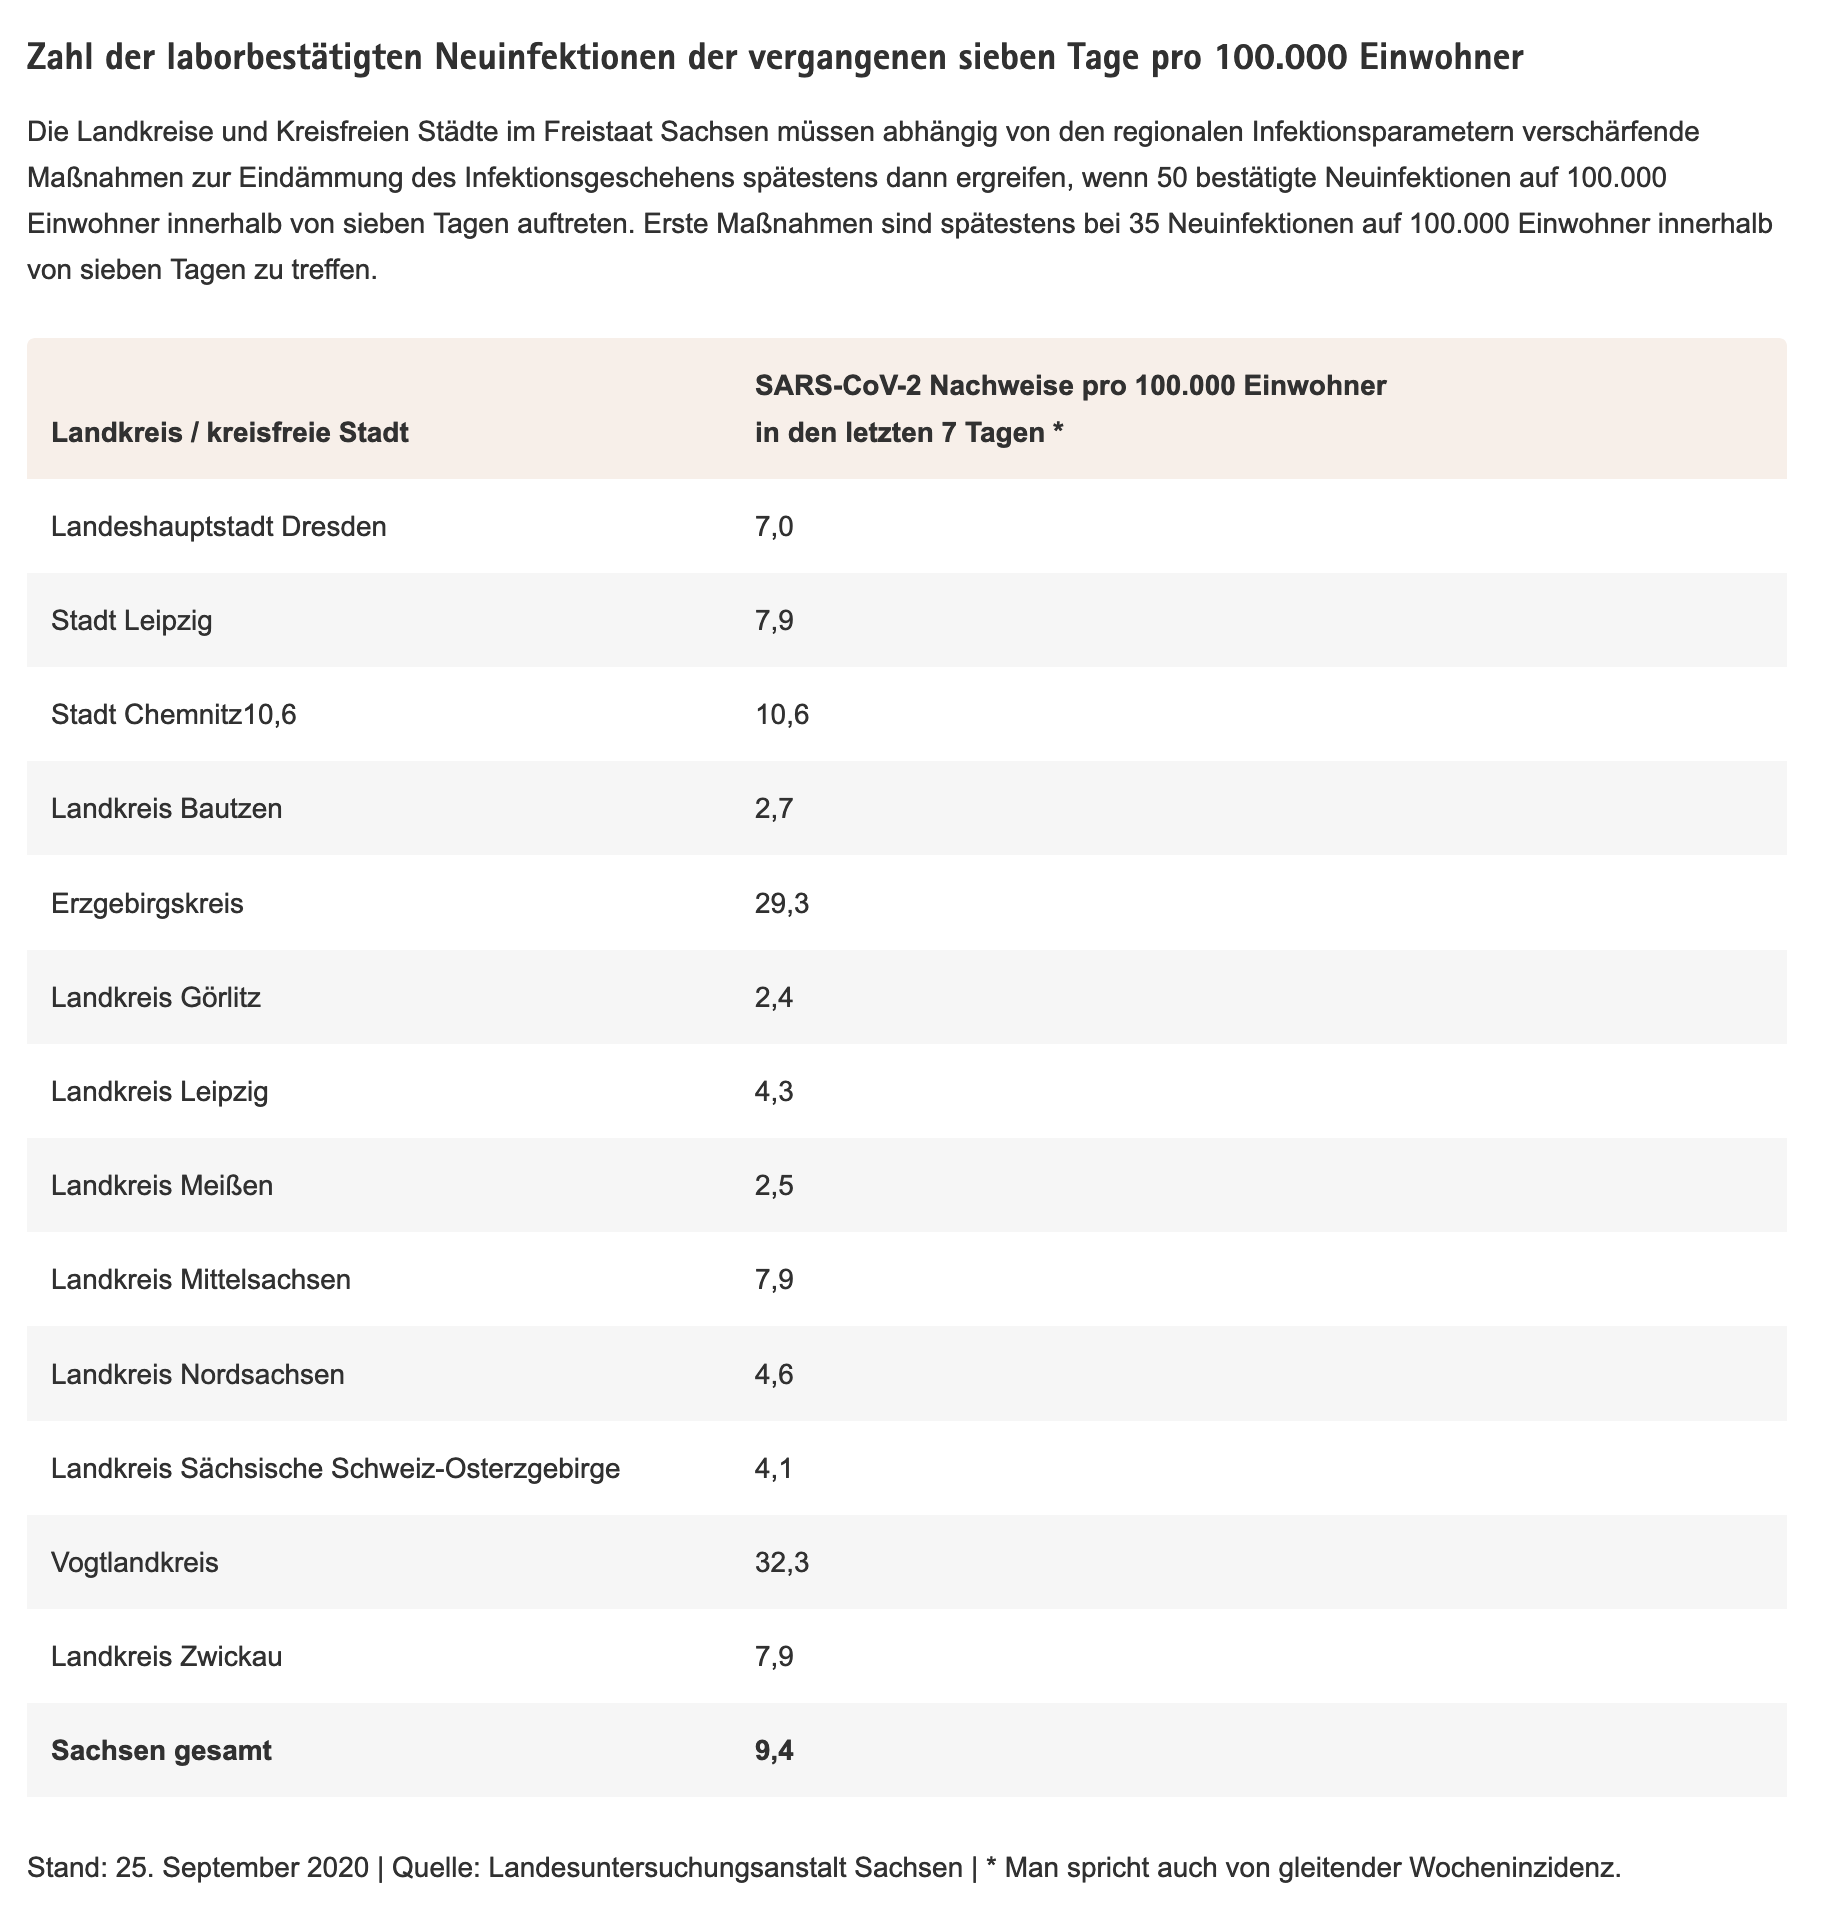 Zahl der laborbestätigten Neuinfektionen der vergangenen sieben Tage pro 100.000 Einwohner
Die Landkreise und Kreisfreien Städte im Freistaat Sachsen müssen abhängig von den regionalen Infektionsparametern verschärfende
Maßnahmen zur Eindämmung des Infektionsgeschehens spätestens dann ergreifen, wenn 50 bestätigte Neuinfektionen auf 100.000
Einwohner innerhalb von sieben Tagen auftreten. Erste Maßnahmen sind spätestens bei 35 Neuinfektionen auf 100.000 Einwohner innerhalb
von sieben Tagen zu treffen.
SARS-CoV-2 Nachweise pro 100.000 Einwohner
Landkreis / kreisfreie Stadt in den letzten 7 Tagen *
Landeshauptstadt Dresden 7,0
Stadt Leipzig 7,9
Stadt Chemnitz10,6 10,6
Landkreis Bautzen 2,7
Erzgebirgskreis 29,3
Landkreis Görlitz 2,4
Landkreis Leipzig 4,3
Landkreis Meißen 2,5
Landkreis Mittelsachsen 7,9
Landkreis Nordsachsen 4,6
Landkreis Sächsische Schweiz-Osterzgebirge 4,1
Vogtlandkreis 32,3
Landkreis Zwickau 7,9
Sachsen gesamt 9,4
Stand: 25. September 2020 | Quelle: Landesuntersuchungsanstalt Sachsen | * Man spricht auch von gleitender Wocheninzidenz.